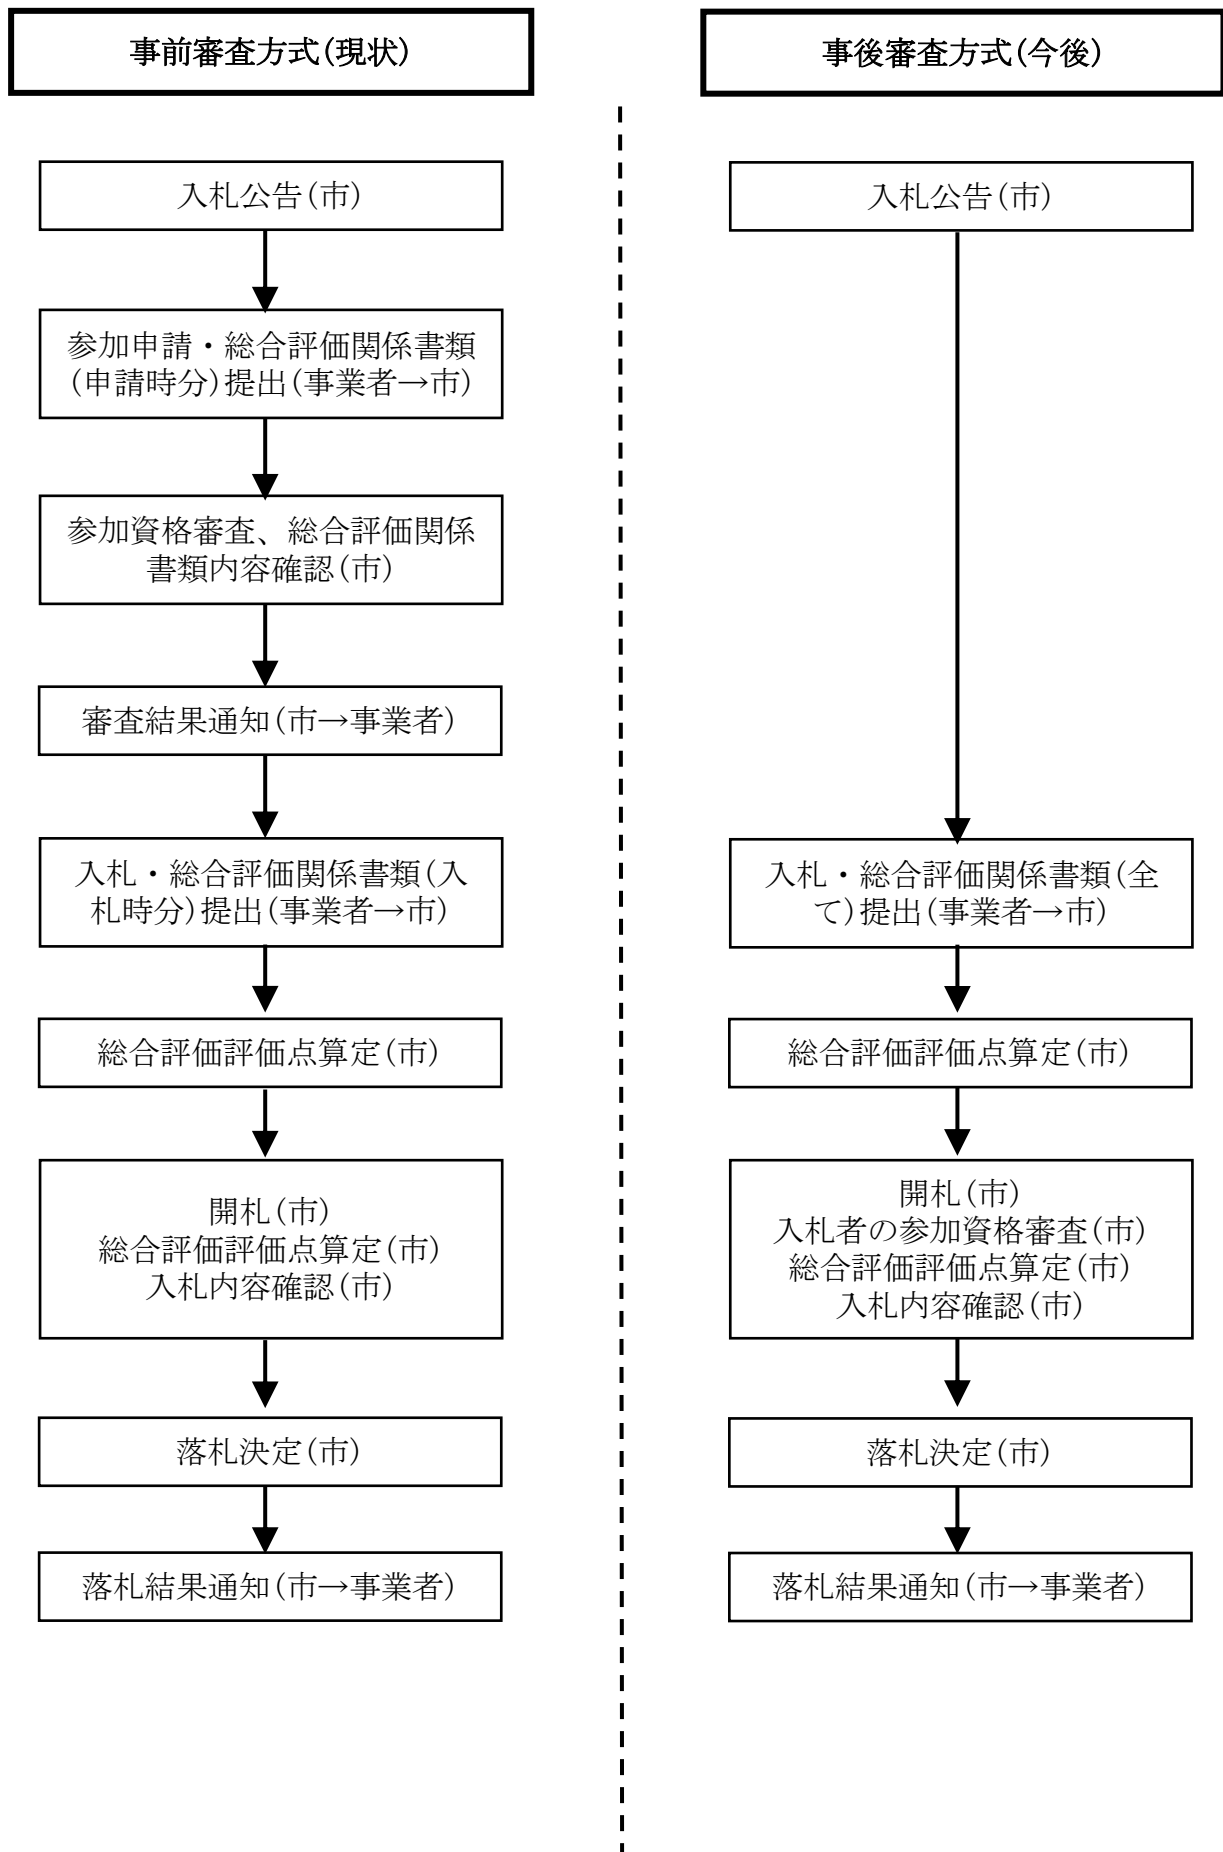 事前審査方式(現状)
入札公告(市)
参加申請・総合評価関係書類
(申請時分)提出(事業者→市)
参加資格審査、総合評価関係
書類内容確認(市)
審査結果通知(市→事業者)
入札・総合評価関係書類(入
札時分)提出(事業者→市)
総合評価評価点算定(市)
開札(市)
総合評価評価点算定(市)
入札内容確認(市)
落札決定(市)
落札結果通知(市→事業者)
事後審査方式(今後)
入札公告(市)
入札・総合評価関係書類(全
て)提出(事業者→市)
総合評価評価点算定(市)
開札(市)
入札者の参加資格審査(市)
総合評価評価点算定(市)
入札内容確認(市)
落札決定(市)
落札結果通知(市→事業者)